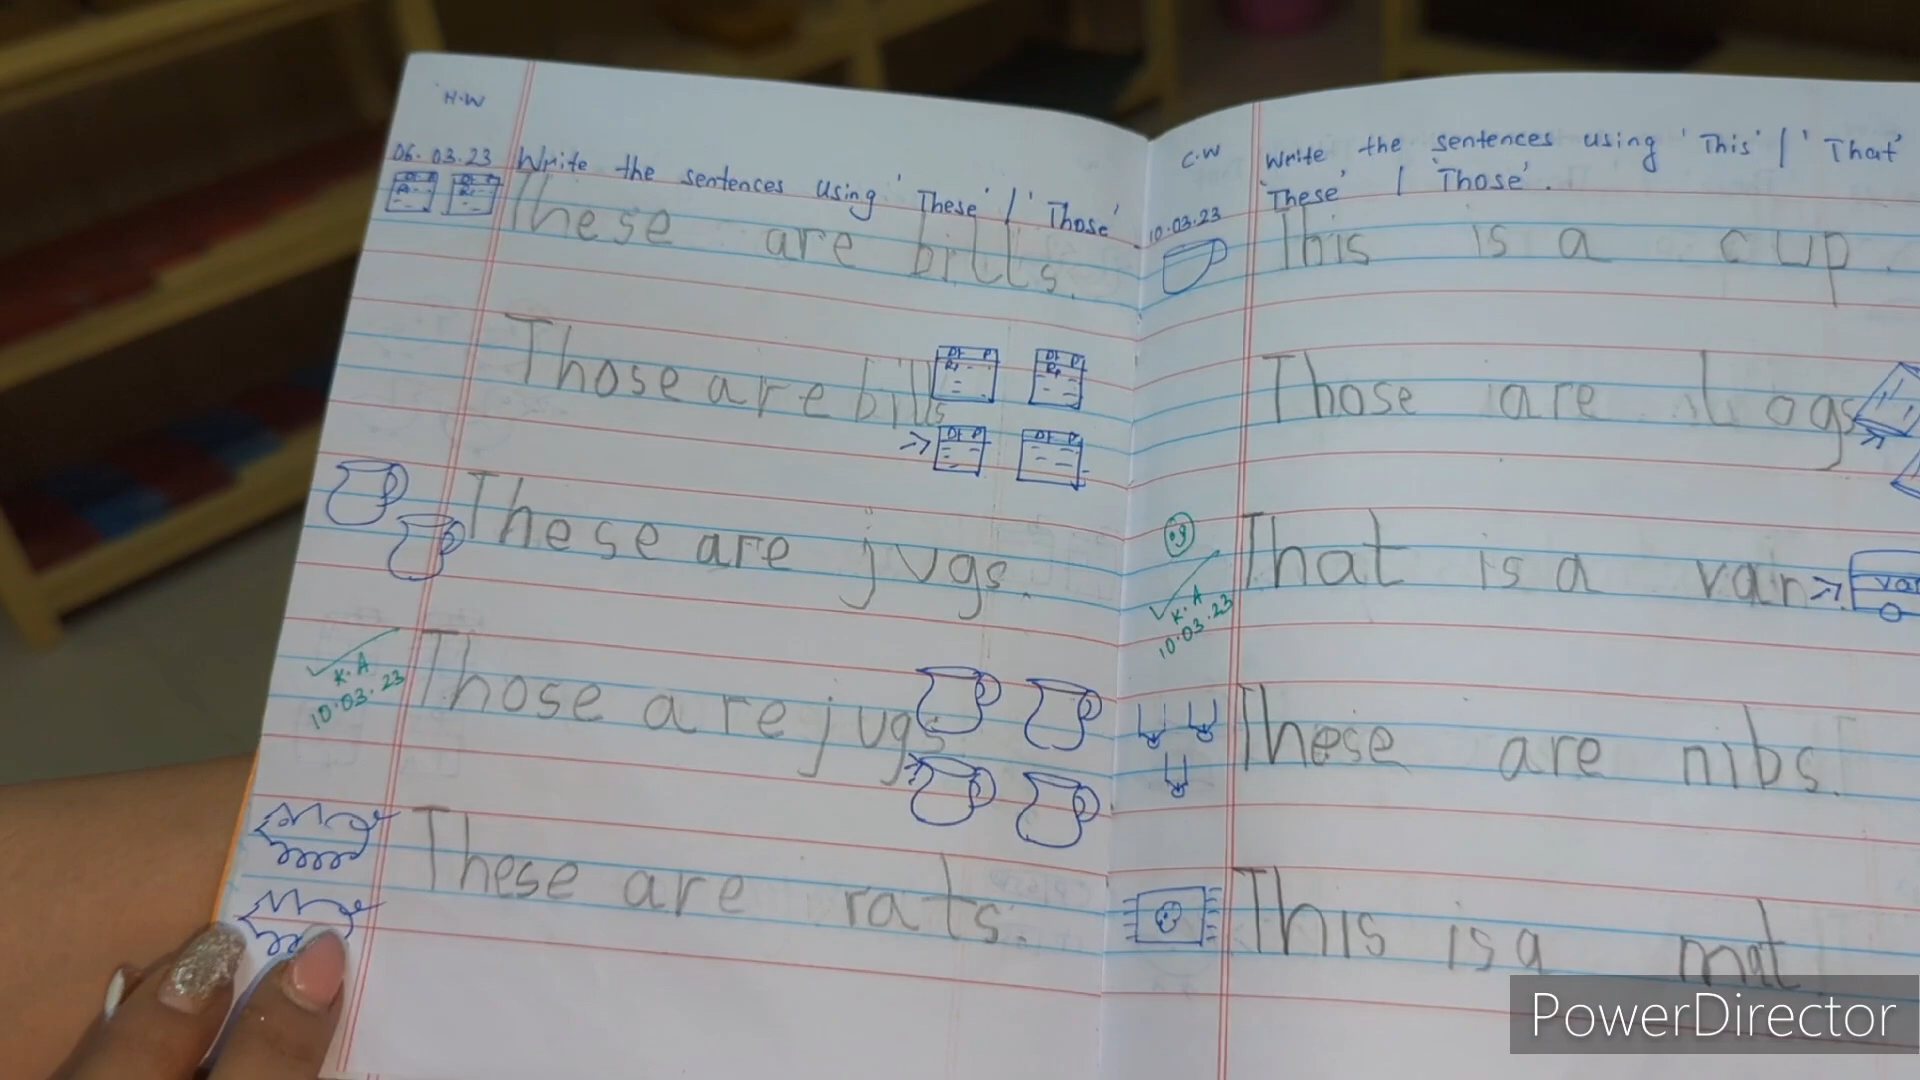 H.W
06.03.23 Write the sentences using 'These' / 'Those'
These are bills.
Those are bills
These are jugs.
Those are jugs
K.A
10.03.23
These are rats.
C.W
Write the sentences using 'This' / 'That'
'These' / 'Those'.
10.03.23
This is a cup.
Those are logs
That is a van
van
K.A
10.03.23
These are nibs.
This is a mat.
PowerDirector